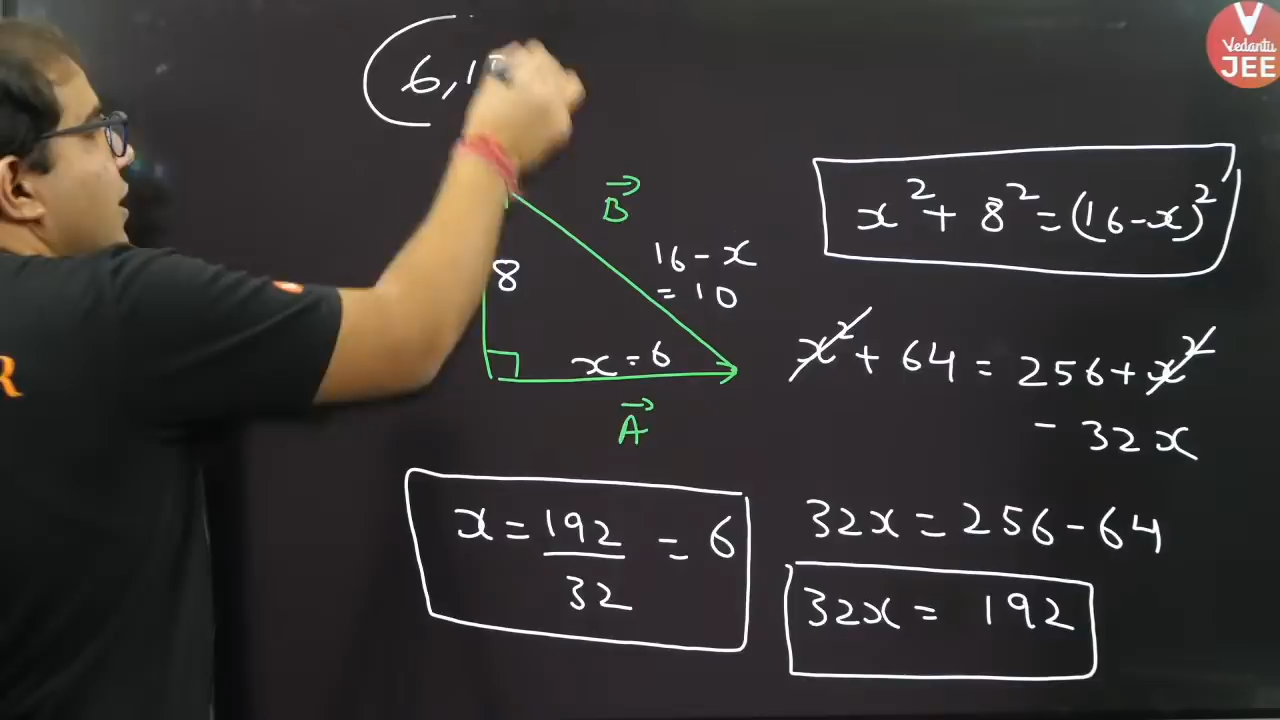 (6,1
Vedantu
JEE
B
x² + 8² = (16-x)²
16 - x
= 10
8
x = 6
x² + 64 = 256 + x²
- 32x
A
x = 192/32 = 6
32x = 256 - 64
32x = 192
R